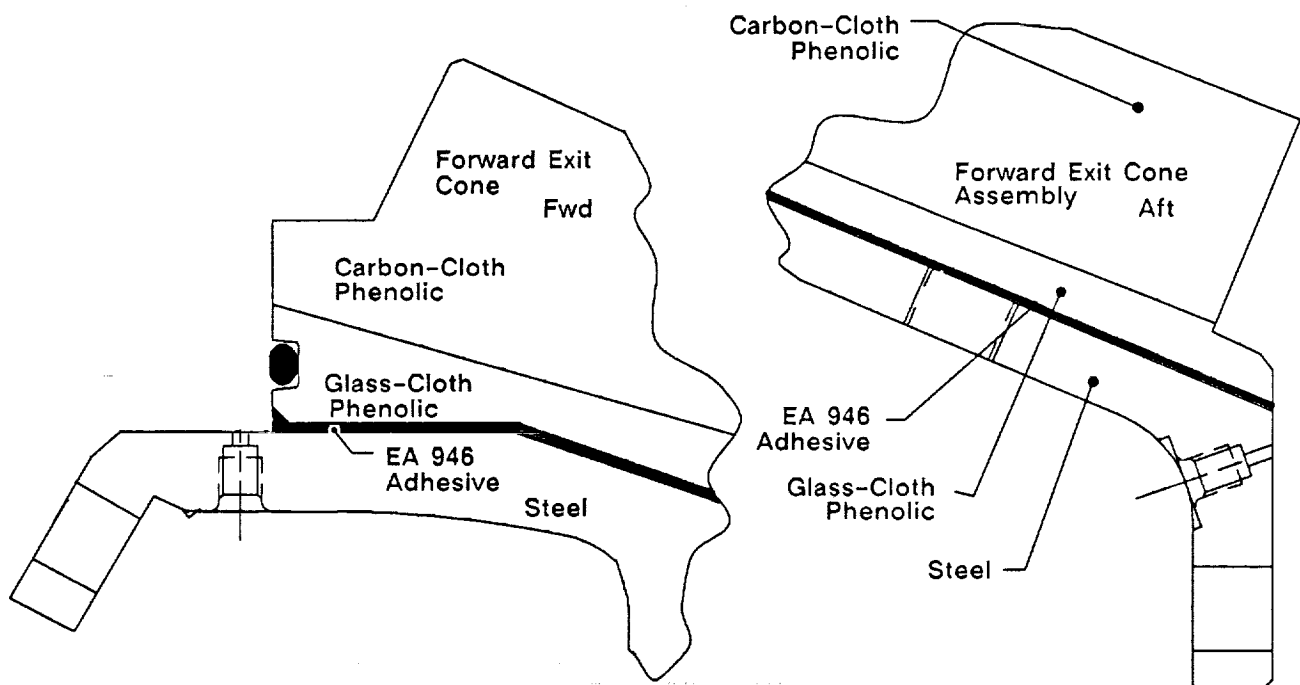 Forward Exit
Cone
Fwd
Carbon-Cloth
Phenolic
Glass-Cloth
Phenolic
EA 946
Adhesive
Steel
Carbon-Cloth
Phenolic
Forward Exit Cone
Assembly
Aft
EA 946
Adhesive
Glass-Cloth
Phenolic
Steel